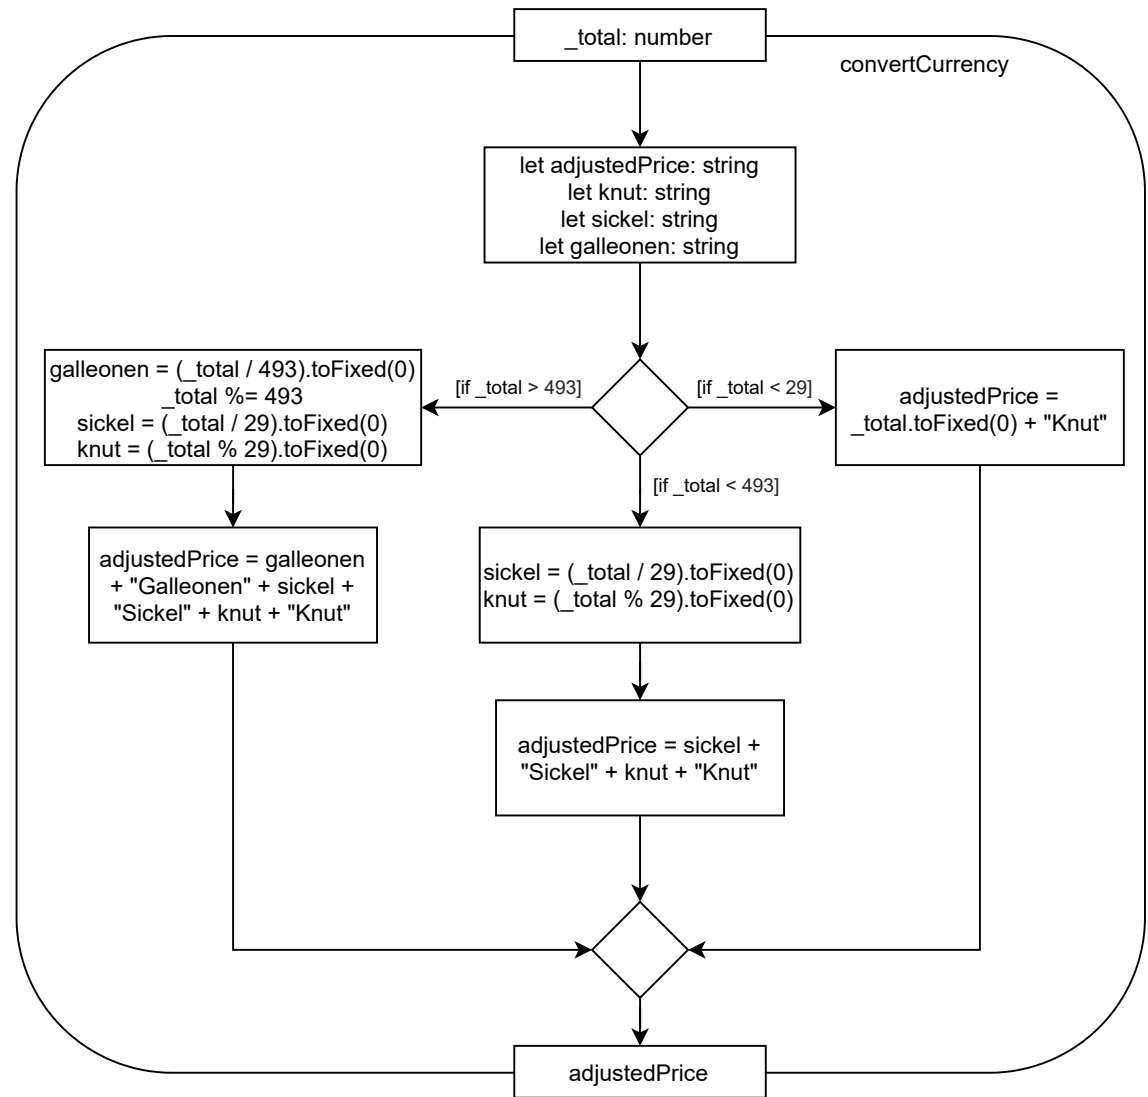 _total: number
convertCurrency
let adjustedPrice: string
let knut: string
let sickel: string
let galleonen: string
galleonen = (_total / 493).toFixed(0)
_total %= 493
sickel = (_total / 29).toFixed(0)
knut = (_total % 29).toFixed(0)
[if _total > 493]
[if _total < 29]
adjustedPrice =
_total.toFixed(0) + "Knut"
[if _total < 493]
adjustedPrice = galleonen
+ "Galleonen" + sickel +
"Sickel" + knut + "Knut"
sickel = (_total / 29).toFixed(0)
knut = (_total % 29).toFixed(0)
adjustedPrice = sickel +
"Sickel" + knut + "Knut"
adjustedPrice